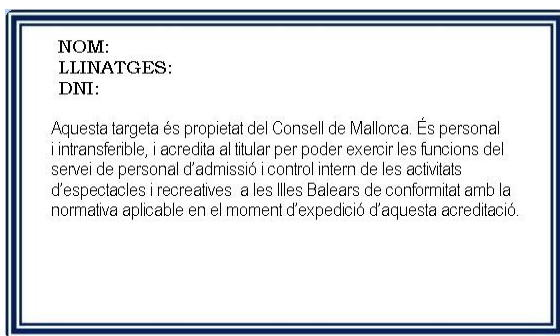 NOM:
LLINATGES:
DNI:
Aquesta targeta és propietat del Consell de Mallorca. És personal
i intransferible, i acredita al titular per poder exercir les funcions del
servei de personal d'admissió i control intern de les activitats
d'espectacles i recreatives a les Illes Balears de conformitat amb la
normativa aplicable en el moment d'expedició d'aquesta acreditació.